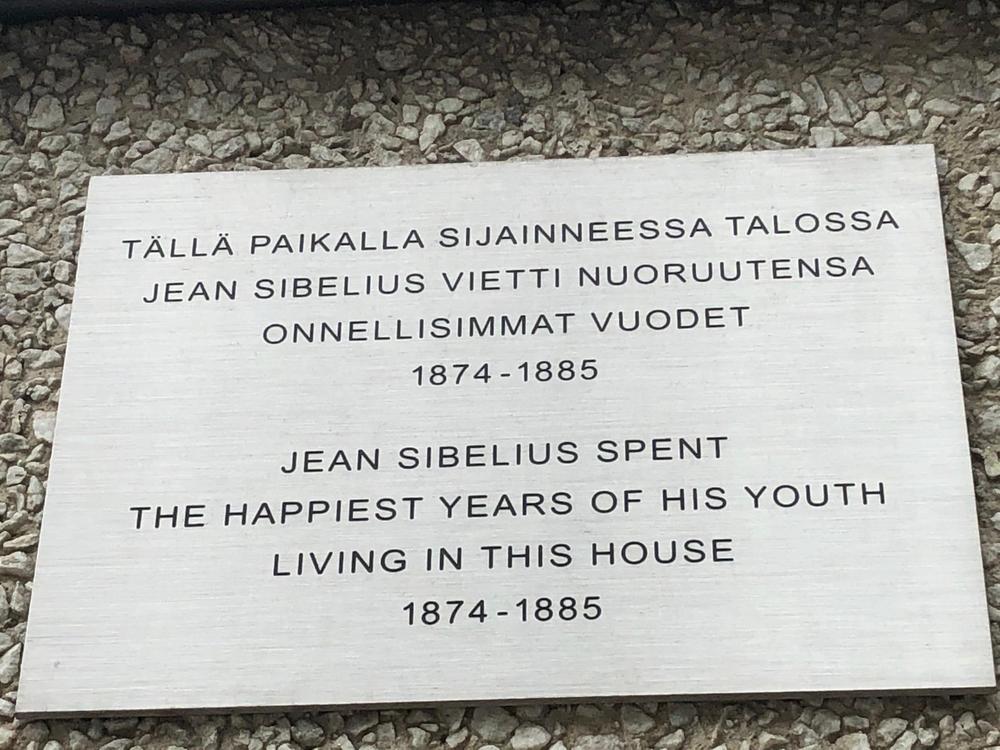 TÄLLÄ PAIKALLA SIJAINNEESSA TALOSSA
JEAN SIBELIUS VIETTI NUORUUTENSA
ONNELLISIMMAT VUODET
1874-1885
JEAN SIBELIUS SPENT
THE HAPPIEST YEARS OF HIS YOUTH
LIVING IN THIS HOUSE
1874-1885